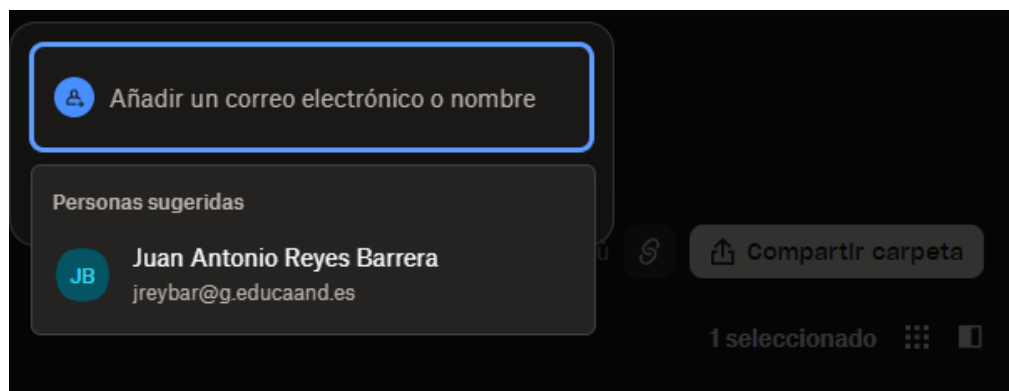 Añadir un correo electrónico o nombre
Personas sugeridas
JB
Juan Antonio Reyes Barrera
jreybar@g.educaand.es
ú
Compartir carpeta
1 seleccionado